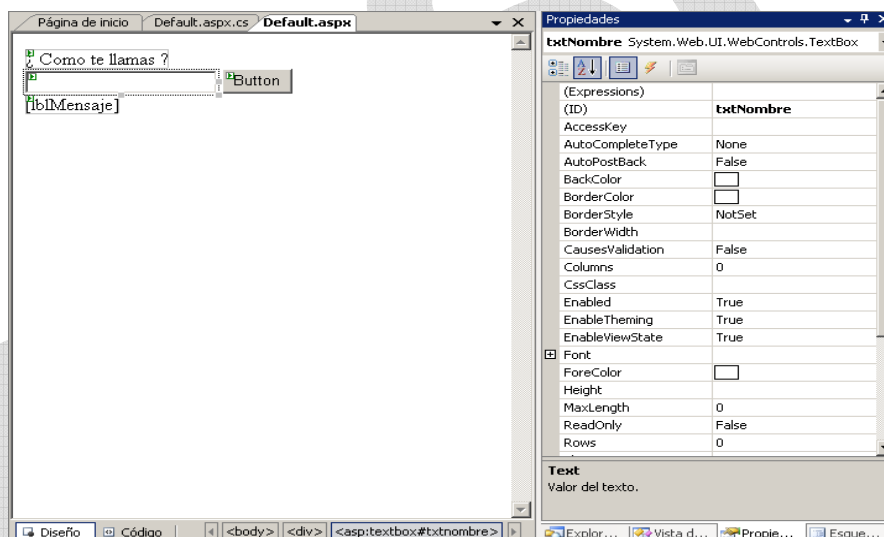 Página de inicio Default.aspx.cs Default.aspx
¿ Como te llamas ?
Button
[lblMensaje]
Diseño Código <body> <div> <asp:textbox#txtnombre>
Propiedades
txtNombre System.Web.UI.WebControls.TextBox
(Expressions)
(ID) txtNombre
AccessKey
AutoCompleteType None
AutoPostBack False
BackColor
BorderColor
BorderStyle NotSet
BorderWidth
CausesValidation False
Columns 0
CssClass
Enabled True
EnableTheming True
EnableViewState True
Font
ForeColor
Height
MaxLength 0
ReadOnly False
Rows 0
Text
Valor del texto.
Explor... Vista d... Propie... Esque...